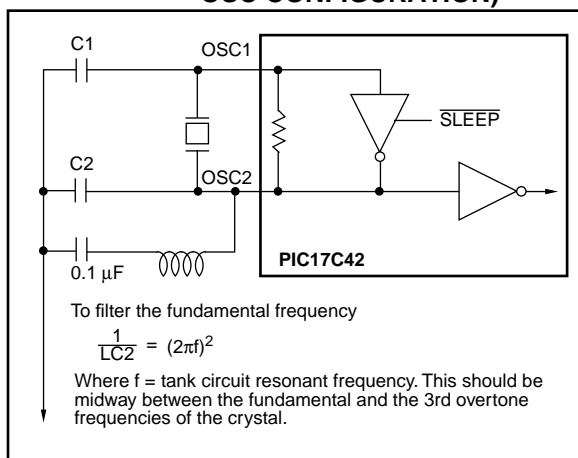 OSC CONFIGURATION)
C1
OSC1
SLEEP
C2
OSC2
0.1 µF
PIC17C42
To filter the fundamental frequency
1/LC2 = (2πf)²
Where f = tank circuit resonant frequency. This should be
midway between the fundamental and the 3rd overtone
frequencies of the crystal.